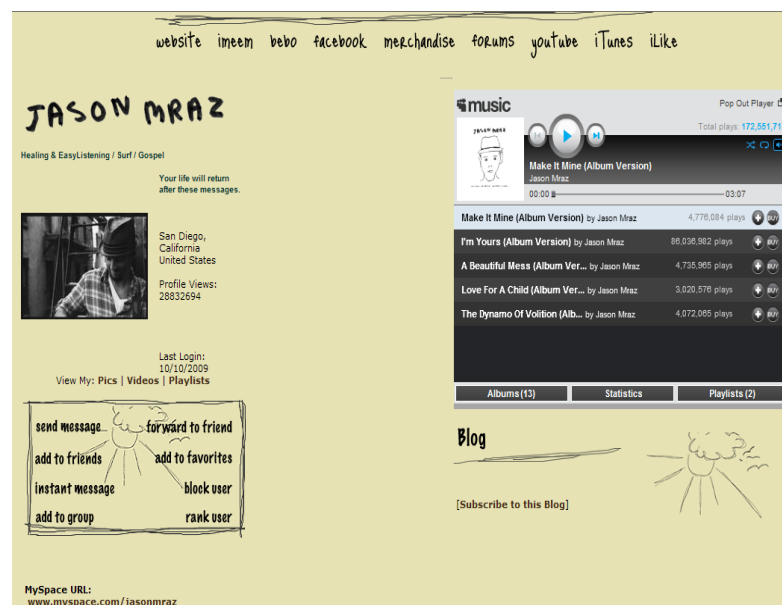 website imeem bebo facebook merchandise forums youtube iTunes iLike
JASON MRAZ
Healing & EasyListening / Surf / Gospel
Your life will return
after these messages.
San Diego,
California
United States
Profile Views:
28832694
Last Login:
10/10/2009
View My: Pics | Videos | Playlists
send message forward to friend
add to friends add to favorites
instant message block user
add to group rank user
MySpace URL:
www.myspace.com/jasonmraz
music Pop Out Player
Total plays: 172,551,71
JASON MRAZ
Make It Mine (Album Version)
Jason Mraz
00:00 03:07
Make It Mine (Album Version) by Jason Mraz 4,776,084 plays BUY
I'm Yours (Album Version) by Jason Mraz 86,036,982 plays BUY
A Beautiful Mess (Album Ver... by Jason Mraz 4,735,965 plays BUY
Love For A Child (Album Ver... by Jason Mraz 3,020,576 plays BUY
The Dynamo Of Volition (Alb... by Jason Mraz 4,072,065 plays BUY
Albums (13) Statistics Playlists (2)
Blog
[Subscribe to this Blog]